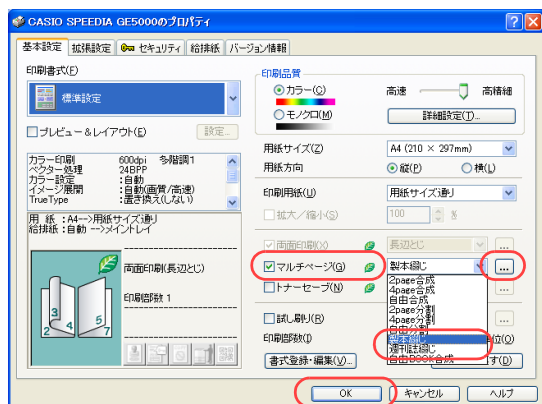 CASIO SPEEDIA GE5000のプロパティ
基本設定 拡張設定 セキュリティ 給排紙 バージョン情報
印刷書式(F)
標準設定
プレビュー＆レイアウト(E) 設定...
カラー印刷 600dpi 多階調1
ベクター処理 24BPP
カラー設定 :自動
イメージ展開 :自動(画質/高速)
TrueType :置き換え(しない)
用 紙 :A4-->用紙サイズ通り
給排紙 :自動 -->メイントレイ
両面印刷(長辺とじ)
印刷部数 1
3 5
2 4 7
印刷品質
カラー(C) 高速 高精細
モノクロ(M) 詳細設定(T)...
用紙サイズ(Z) A4 (210 × 297mm)
用紙方向 縦(P) 横(L)
印刷用紙(U) 用紙サイズ通り
拡大／縮小(S) 100 %
両面印刷(X) 長辺とじ ...
マルチページ(G) 製本綴じ ...
トナーセーブ(N)
2page合成
4page合成
自由合成
2page分割
4page分割
自由分割
製本綴じ
週刊誌綴じ
自由BOOK合成
試し刷り(R) ...
印刷部数(I) 位(O)
書式登録・編集(V)... す(D)
OK キャンセル ヘルプ